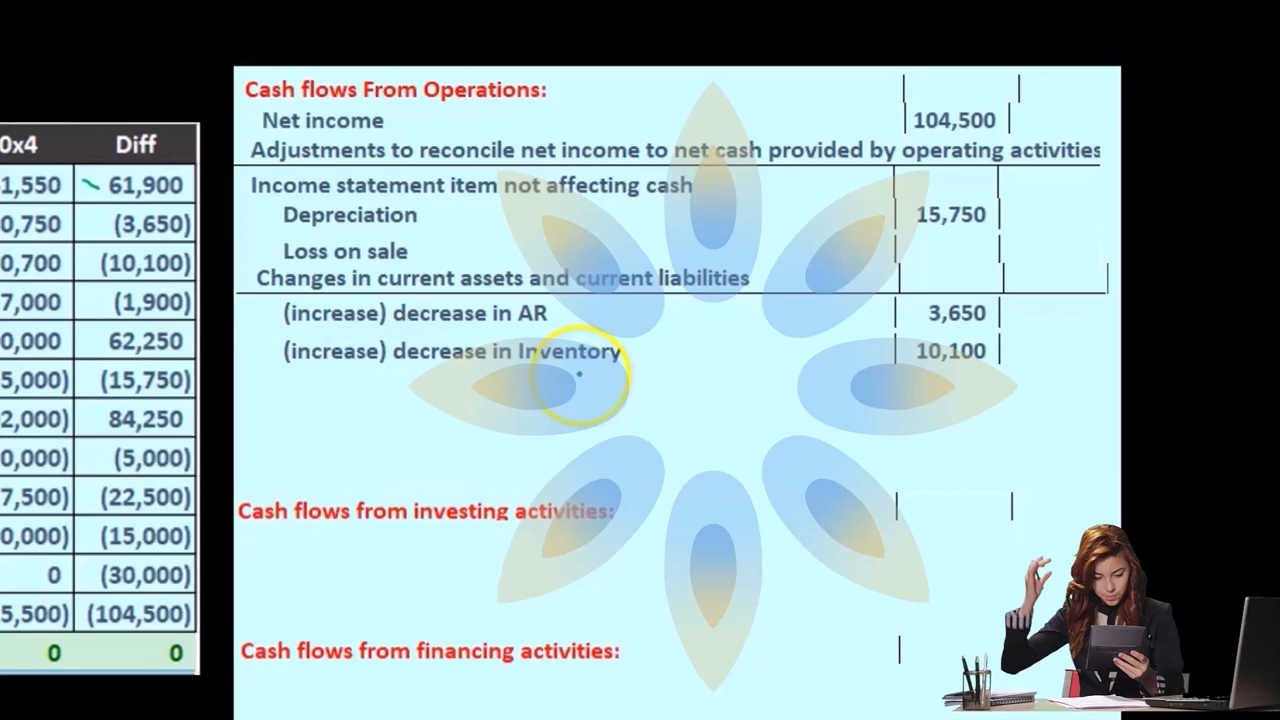 0x4 Diff
1,550 61,900
0,750 (3,650)
0,700 (10,100)
7,000 (1,900)
0,000 62,250
5,000) (15,750)
2,000) 84,250
0,000) (5,000)
7,500) (22,500)
0,000) (15,000)
0 (30,000)
5,500) (104,500)
0 0
Cash flows From Operations:
Net income 104,500
Adjustments to reconcile net income to net cash provided by operating activities
Income statement item not affecting cash
Depreciation 15,750
Loss on sale
Changes in current assets and current liabilities
(increase) decrease in AR 3,650
(increase) decrease in Inventory 10,100
Cash flows from investing activities:
Cash flows from financing activities: